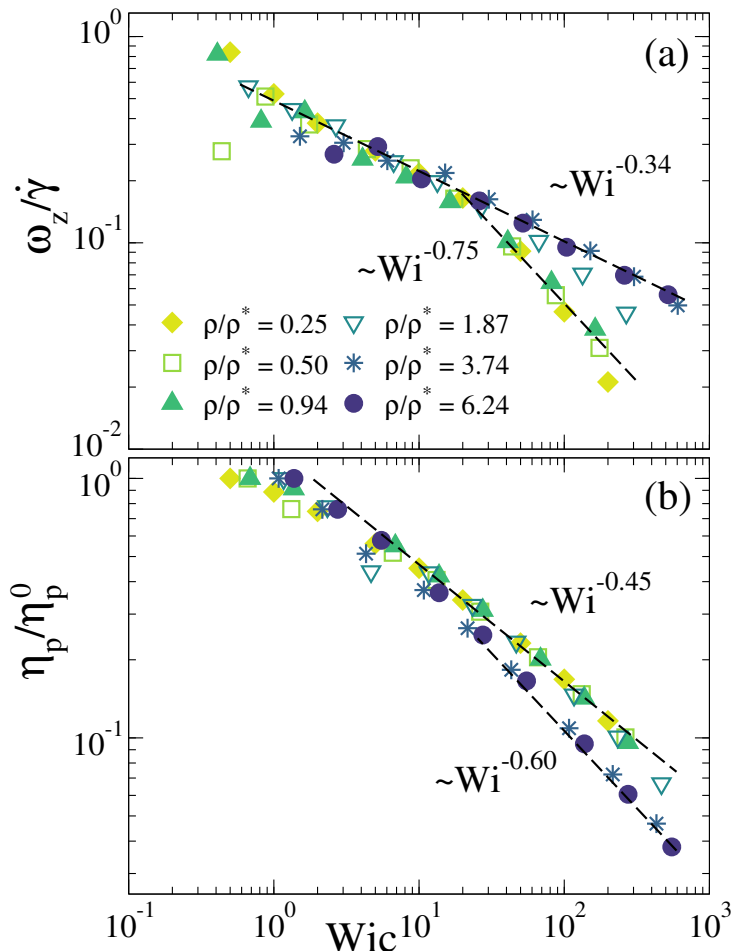 10^0
(a)
ω_z/γ̇
~Wi^-0.34
10^-1
~Wi^-0.75
ρ/ρ* = 0.25
ρ/ρ* = 1.87
ρ/ρ* = 0.50
ρ/ρ* = 3.74
ρ/ρ* = 0.94
ρ/ρ* = 6.24
10^-2
10^0
(b)
η_p/η_p^0
~Wi^-0.45
10^-1
~Wi^-0.60
10^-1 10^0 10^1 10^2 10^3
Wic